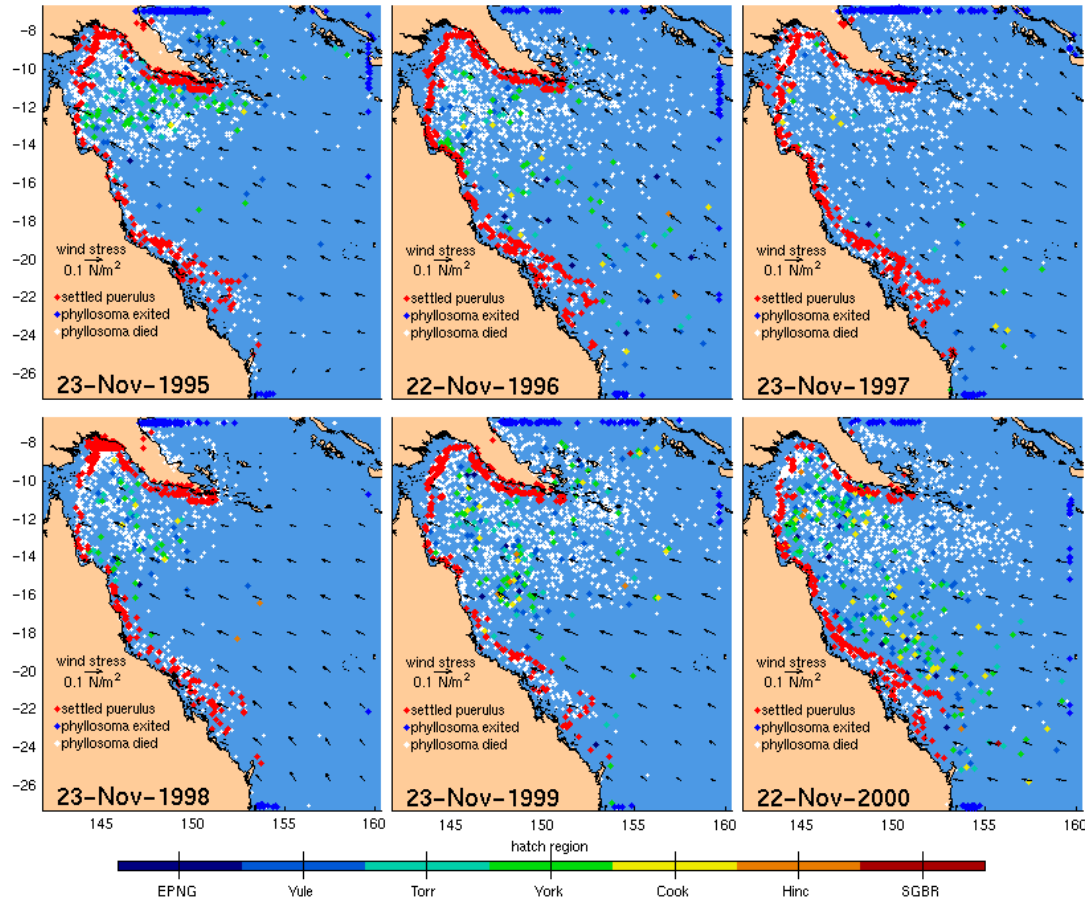 -8
-10
-12
-14
-16
-18
-20
-22
-24
-26
wind stress
0.1 N/m²
settled puerulus
phyllosoma exited
phyllosoma died
23-Nov-1995
wind stress
0.1 N/m²
settled puerulus
phyllosoma exited
phyllosoma died
22-Nov-1996
wind stress
0.1 N/m²
settled puerulus
phyllosoma exited
phyllosoma died
23-Nov-1997
-8
-10
-12
-14
-16
-18
-20
-22
-24
-26
wind stress
0.1 N/m²
settled puerulus
phyllosoma exited
phyllosoma died
23-Nov-1998
wind stress
0.1 N/m²
settled puerulus
phyllosoma exited
phyllosoma died
23-Nov-1999
wind stress
0.1 N/m²
settled puerulus
phyllosoma exited
phyllosoma died
22-Nov-2000
145 150 155 160
145 150 155 160
145 150 155 160
hatch region
EPNG Yule Torr York Cook Hinc SGBR